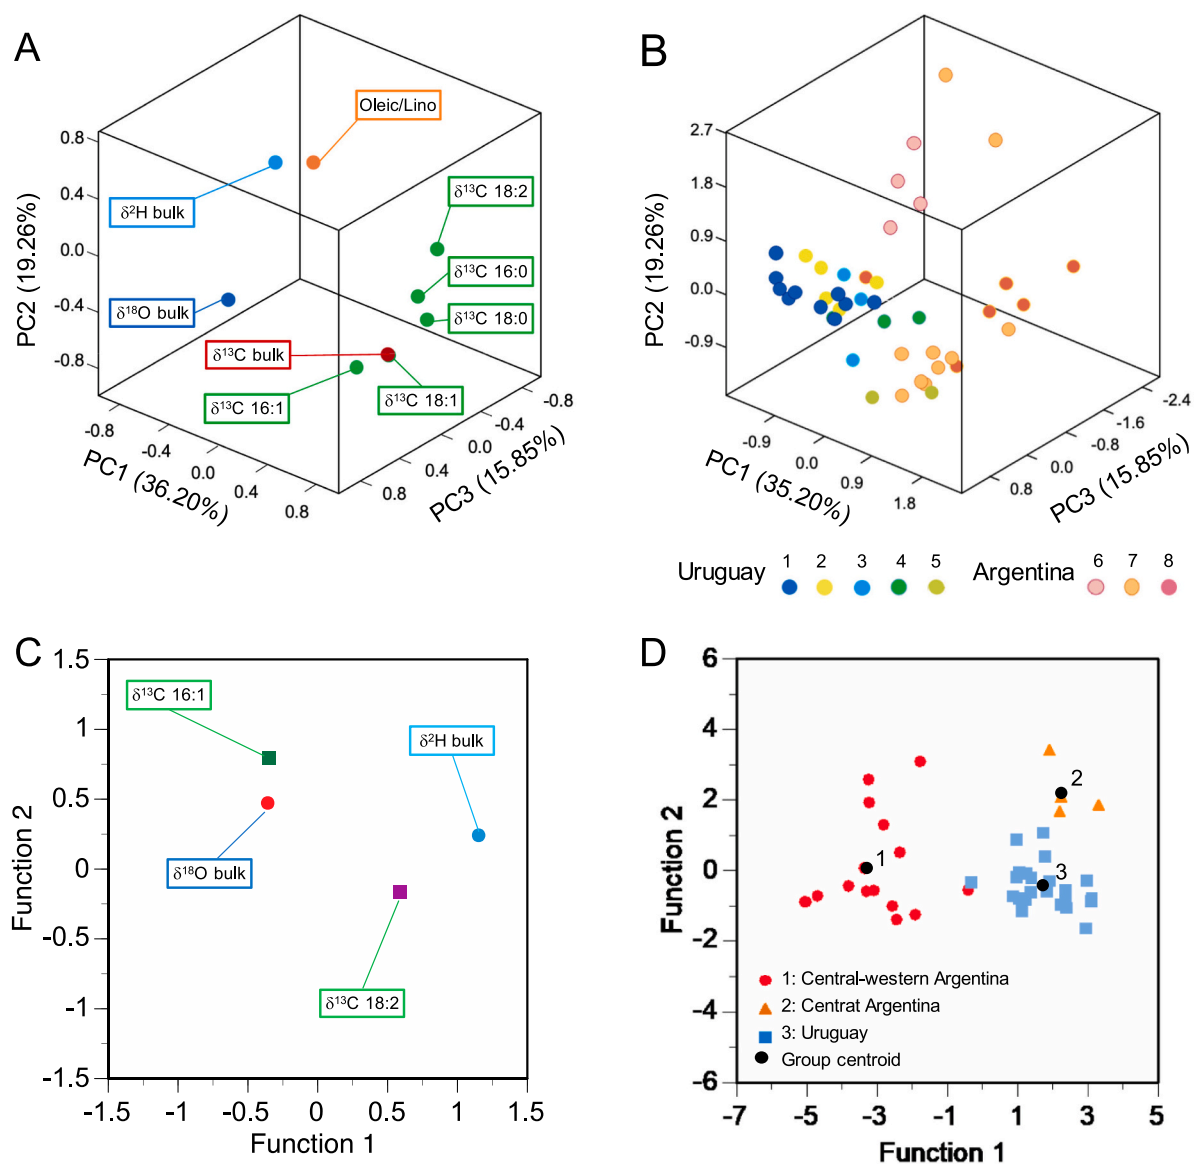 A
Oleic/Lino
0.8
δ²H bulk
0.4
δ¹³C 18:2
PC2 (19.26%)
0.0
δ¹³C 16:0
δ¹⁸O bulk
-0.4
δ¹³C 18:0
δ¹³C bulk
-0.8
δ¹³C 16:1
δ¹³C 18:1
-0.8
-0.4
0.0
0.4
0.8
PC1 (36.20%)
-0.8
-0.4
0.0
0.4
0.8
PC3 (15.85%)
B
2.7
1.8
0.9
0.0
-0.9
PC2 (19.26%)
-0.9
0.0
0.9
1.8
PC1 (35.20%)
-2.4
-1.6
-0.8
0.0
0.8
PC3 (15.85%)
Uruguay 1 2 3 4 5 Argentina 6 7 8
C
1.5
1
0.5
0
-0.5
-1
-1.5
Function 2
δ¹³C 16:1
δ²H bulk
δ¹⁸O bulk
δ¹³C 18:2
-1.5 -1 -0.5 0 0.5 1 1.5
Function 1
D
6
4
2
0
-2
-4
-6
Function 2
2
1
3
1: Central-western Argentina
2: Centrat Argentina
3: Uruguay
Group centroid
-7 -5 -3 -1 1 3 5
Function 1